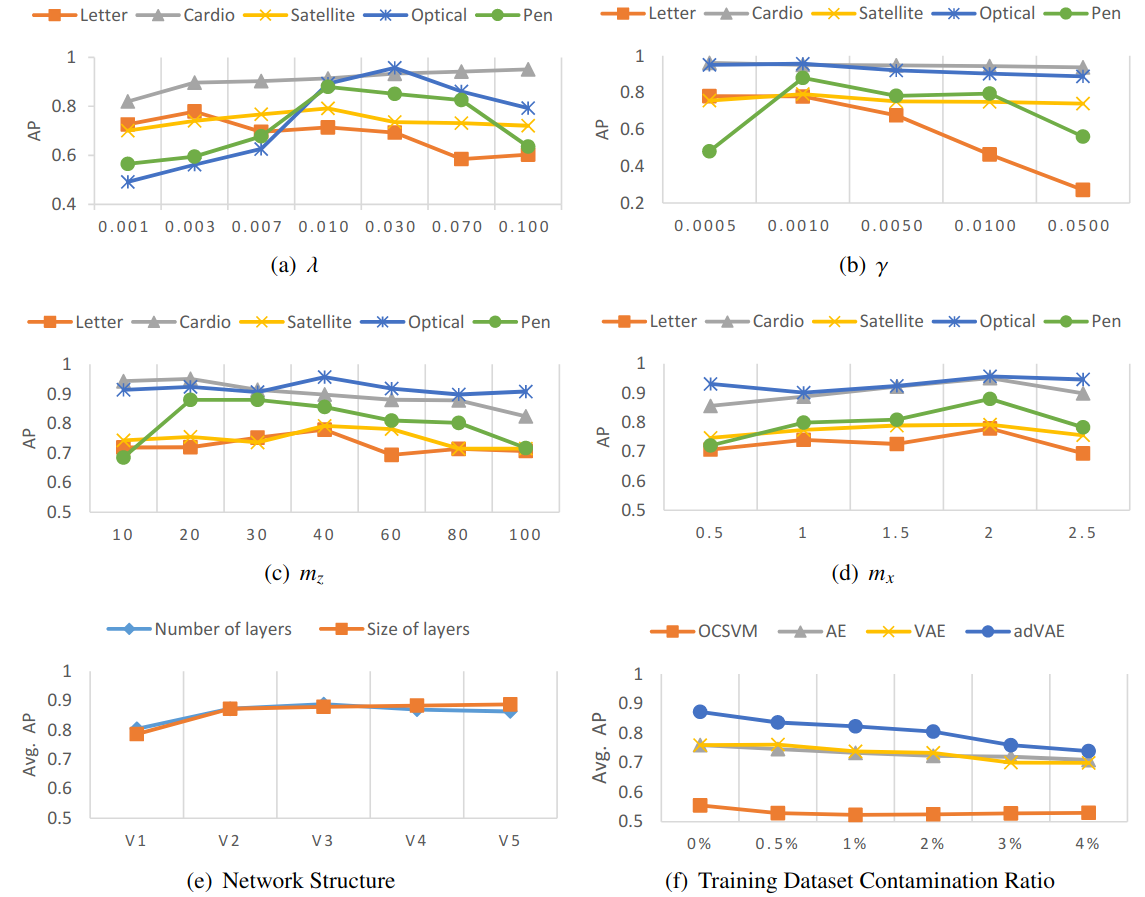 Letter Cardio Satellite Optical Pen
1
0.8
0.6
0.4
AP
0.001 0.003 0.007 0.010 0.030 0.070 0.100
(a) λ
Letter Cardio Satellite Optical Pen
1
0.8
0.6
0.4
0.2
AP
0.0005 0.0010 0.0050 0.0100 0.0500
(b) γ
Letter Cardio Satellite Optical Pen
1
0.9
0.8
0.7
0.6
0.5
AP
10 20 30 40 60 80 100
(c) m_z
Letter Cardio Satellite Optical Pen
1
0.9
0.8
0.7
0.6
0.5
AP
0.5 1 1.5 2 2.5
(d) m_x
Number of layers Size of layers
1
0.9
0.8
0.7
0.6
0.5
Avg. AP
V1 V2 V3 V4 V5
(e) Network Structure
OCSVM AE VAE adVAE
1
0.9
0.8
0.7
0.6
0.5
Avg. AP
0% 0.5% 1% 2% 3% 4%
(f) Training Dataset Contamination Ratio